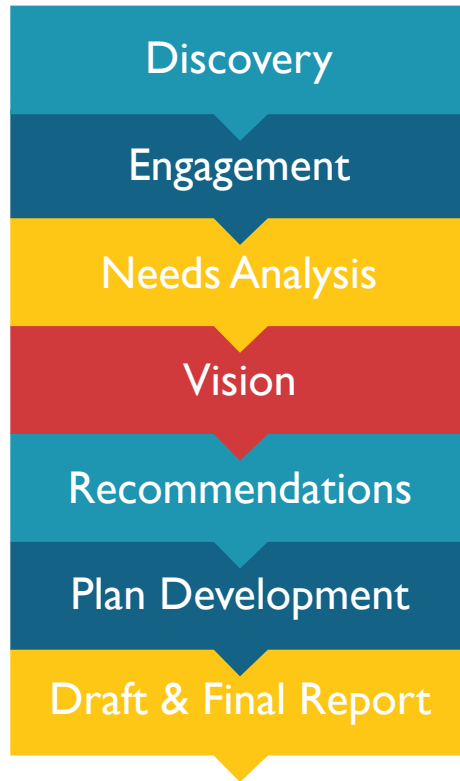 Discovery
Engagement
Needs Analysis
Vision
Recommendations
Plan Development
Draft & Final Report